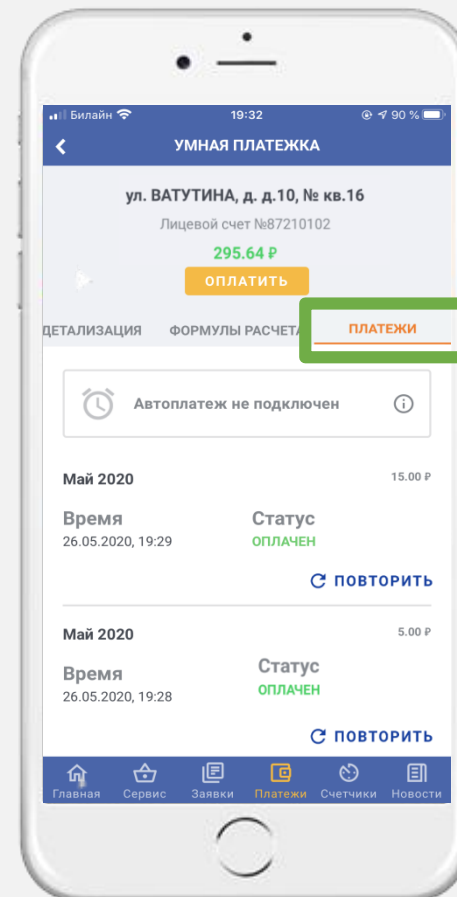 Билайн 19:32 90 %
УМНАЯ ПЛАТЕЖКА
ул. ВАТУТИНА, д. д.10, № кв.16
Лицевой счет №87210102
295.64 ₽
ОПЛАТИТЬ
ДЕТАЛИЗАЦИЯ ФОРМУЛЫ РАСЧЕТА ПЛАТЕЖИ
Автоплатеж не подключен
Май 2020 15.00 ₽
Время Статус
26.05.2020, 19:29 ОПЛАЧЕН
ПОВТОРИТЬ
Май 2020 5.00 ₽
Время Статус
26.05.2020, 19:28 ОПЛАЧЕН
ПОВТОРИТЬ
Главная Сервис Заявки Платежи Счетчики Новости